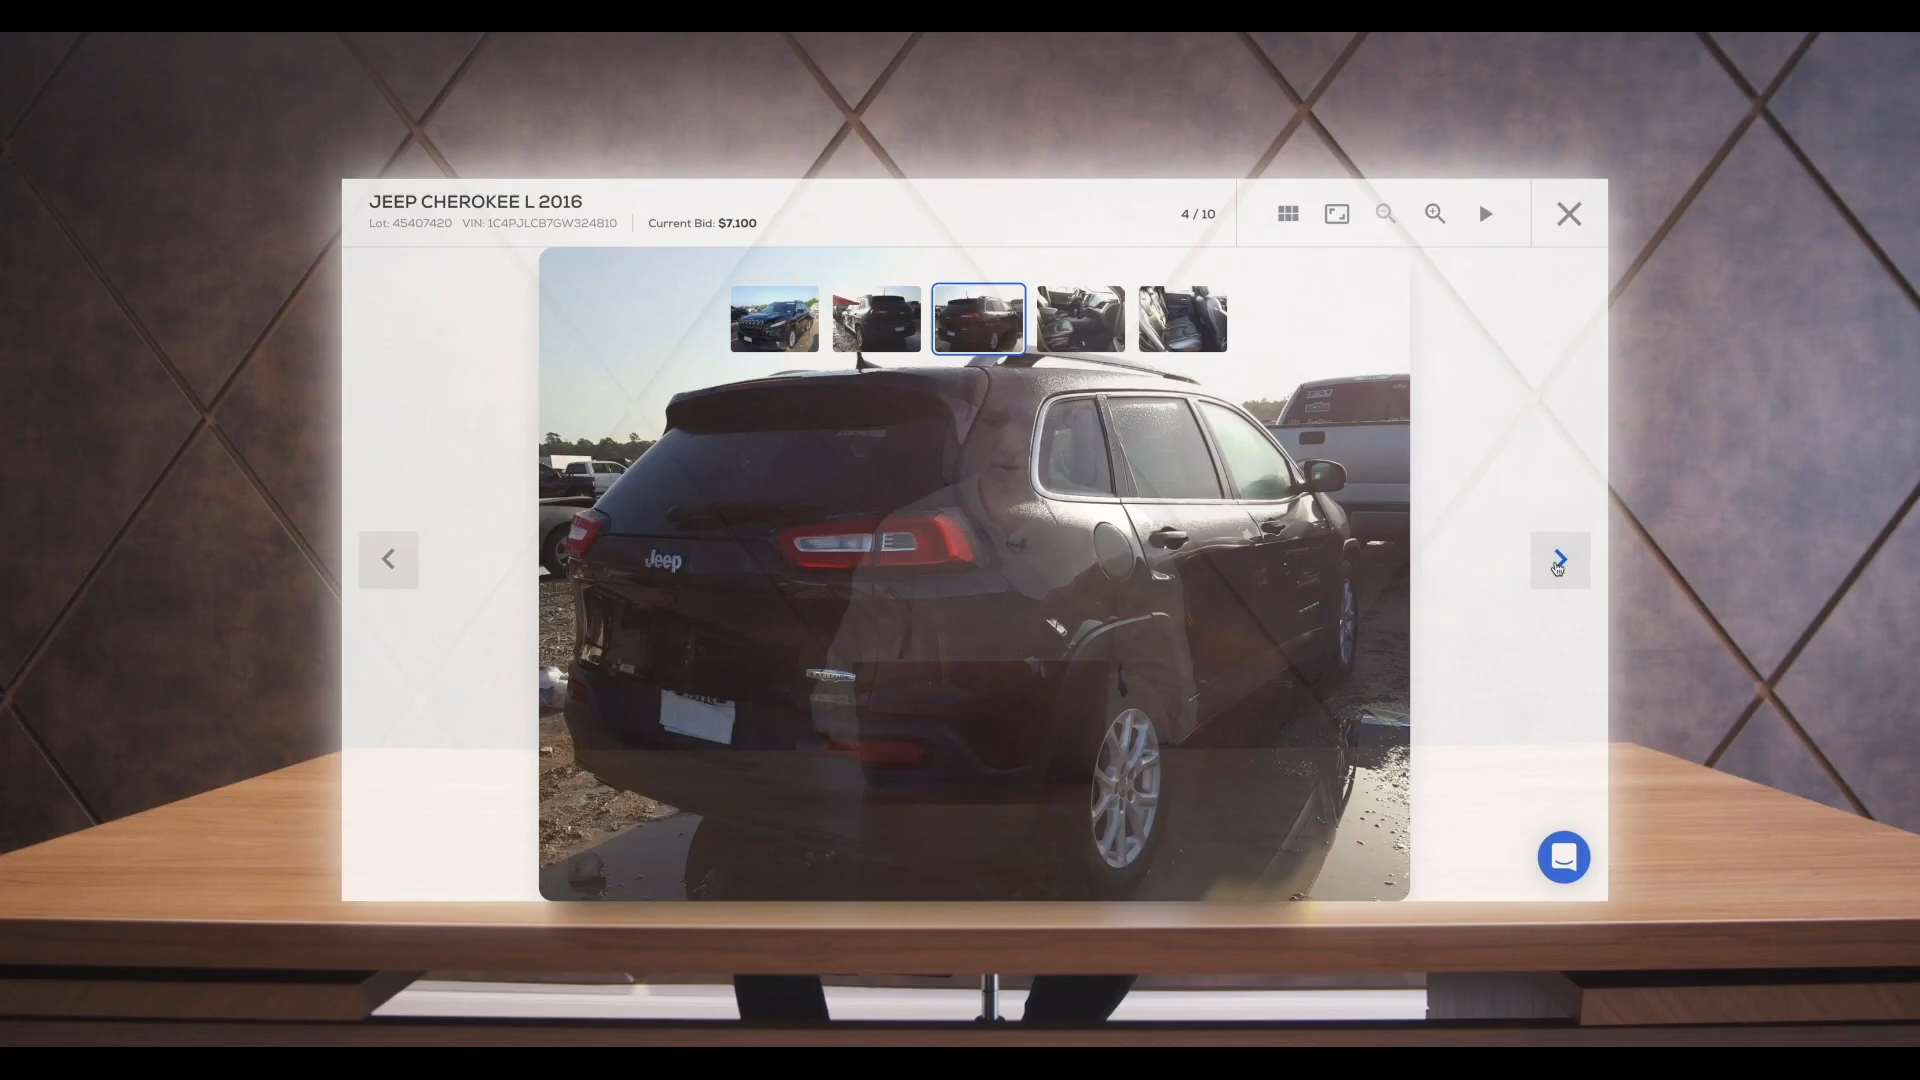 JEEP CHEROKEE L 2016
Lot: 45407420 VIN: 1C4PJLCB7GW324810 Current Bid: $7,100
4 / 10
Jeep